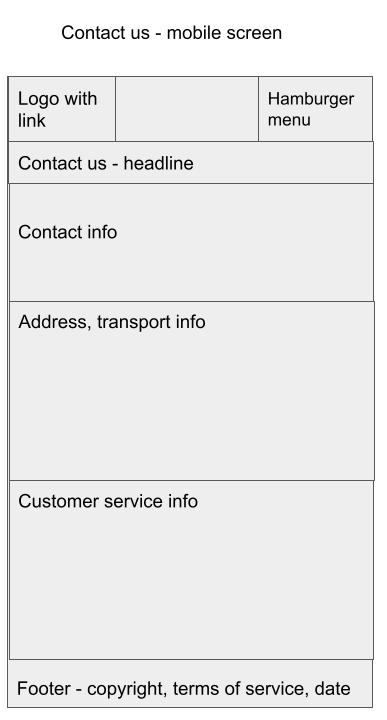 Contact us - mobile screen
Logo with
link
Hamburger
menu
Contact us - headline
Contact info
Address, transport info
Customer service info
Footer - copyright, terms of service, date